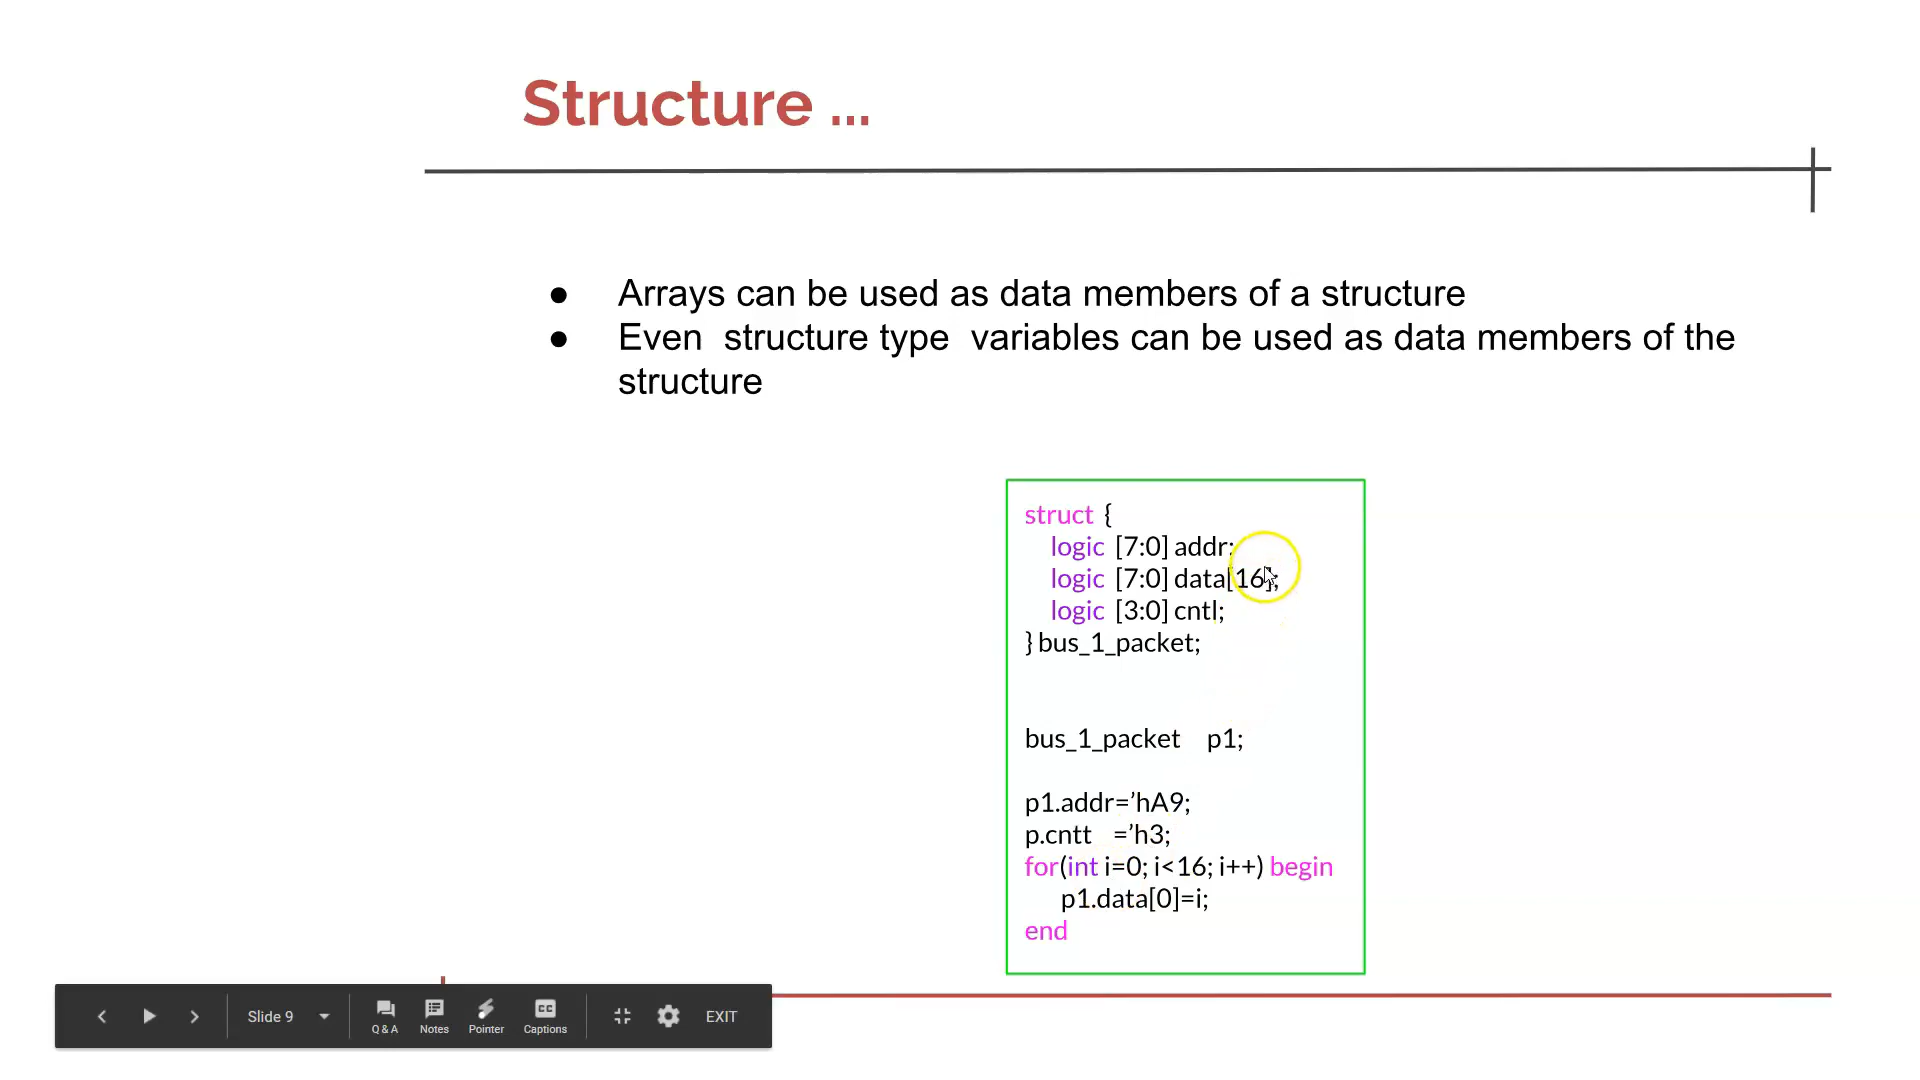 Structure ...
● Arrays can be used as data members of a structure
● Even structure type variables can be used as data members of the
structure
struct {
logic [7:0] addr;
logic [7:0] data[16];
logic [3:0] cntl;
} bus_1_packet;
bus_1_packet p1;
p1.addr=’hA9;
p.cntt =’h3;
for(int i=0; i<16; i++) begin
p1.data[0]=i;
end
Slide 9
Q & A Notes Pointer Captions
CC
EXIT